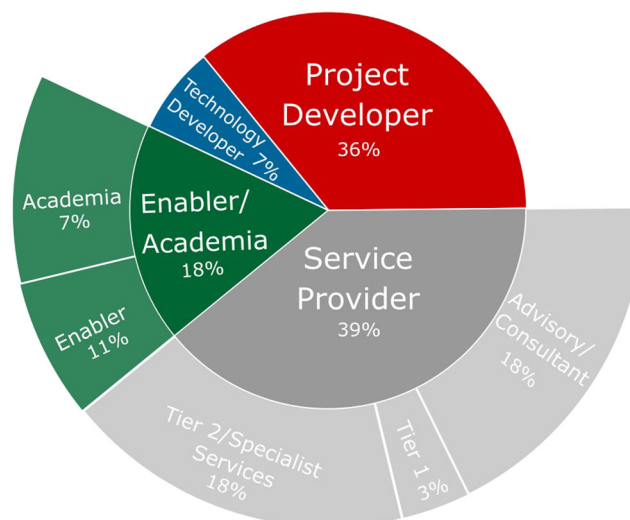 Project
Developer
36%
Technology
Developer 7%
Academia
7%
Enabler/
Academia
18%
Enabler
11%
Service
Provider
39%
Advisory/
Consultant
18%
Tier 1
3%
Tier 2/Specialist
Services
18%